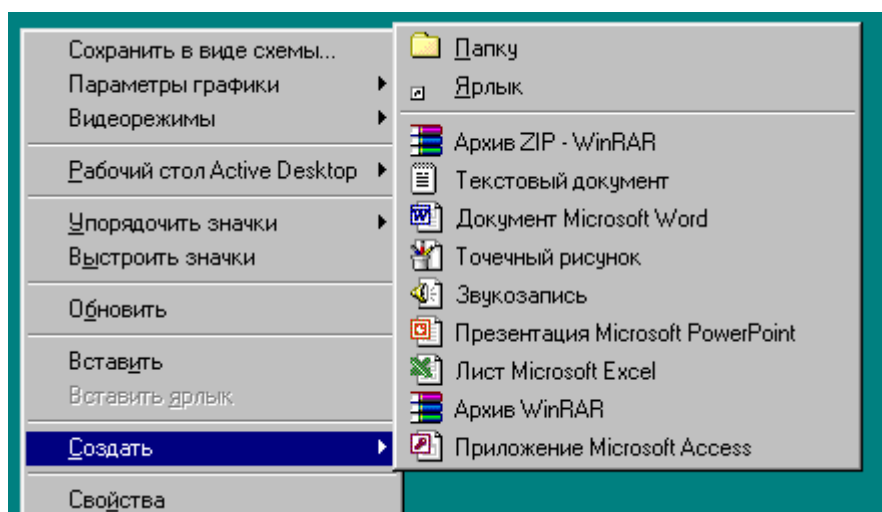 Сохранить в виде схемы...
Параметры графики
Видеорежимы
Рабочий стол Active Desktop
Упорядочить значки
Выстроить значки
Обновить
Вставить
Вставить ярлык
Создать
Свойства
Папку
Ярлык
Архив ZIP - WinRAR
Текстовый документ
Документ Microsoft Word
Точечный рисунок
Звукозапись
Презентация Microsoft PowerPoint
Лист Microsoft Excel
Архив WinRAR
Приложение Microsoft Access